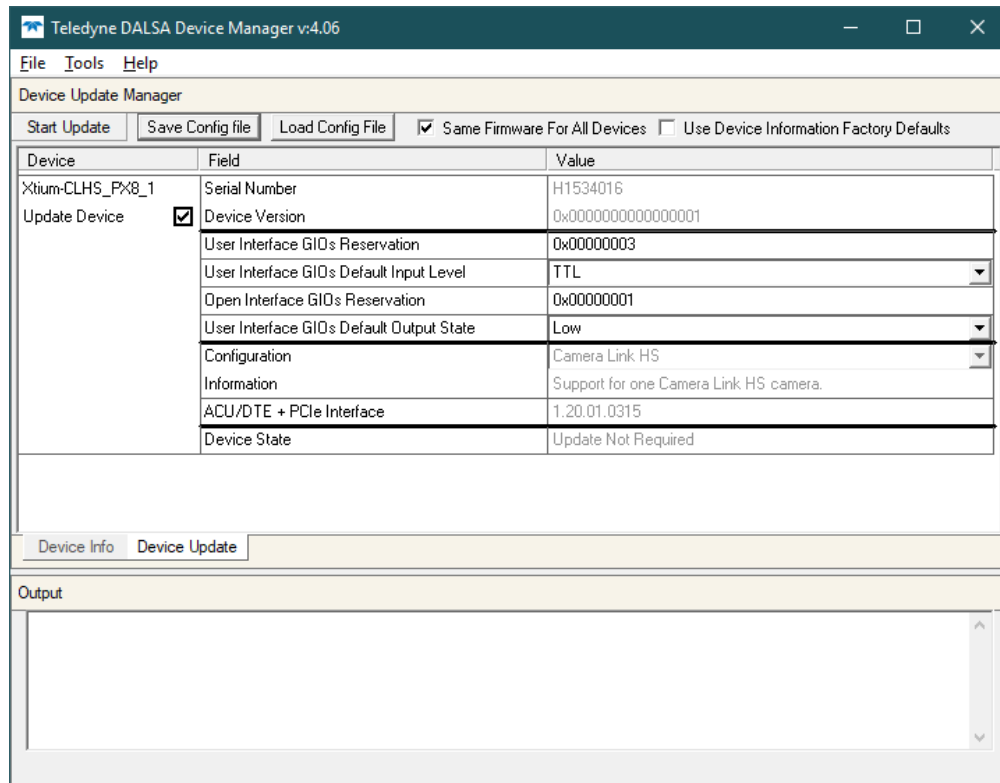 Teledyne DALSA Device Manager v:4.06
File Tools Help
Device Update Manager
Start Update Save Config file Load Config File Same Firmware For All Devices Use Device Information Factory Defaults
Device Field Value
Xtium-CLHS_PX8_1 Serial Number H1534016
Update Device Device Version 0x0000000000000001
User Interface GIOs Reservation 0x00000003
User Interface GIOs Default Input Level TTL
Open Interface GIOs Reservation 0x00000001
User Interface GIOs Default Output State Low
Configuration Camera Link HS
Information Support for one Camera Link HS camera.
ACU/DTE + PCIe Interface 1.20.01.0315
Device State Update Not Required
Device Info Device Update
Output